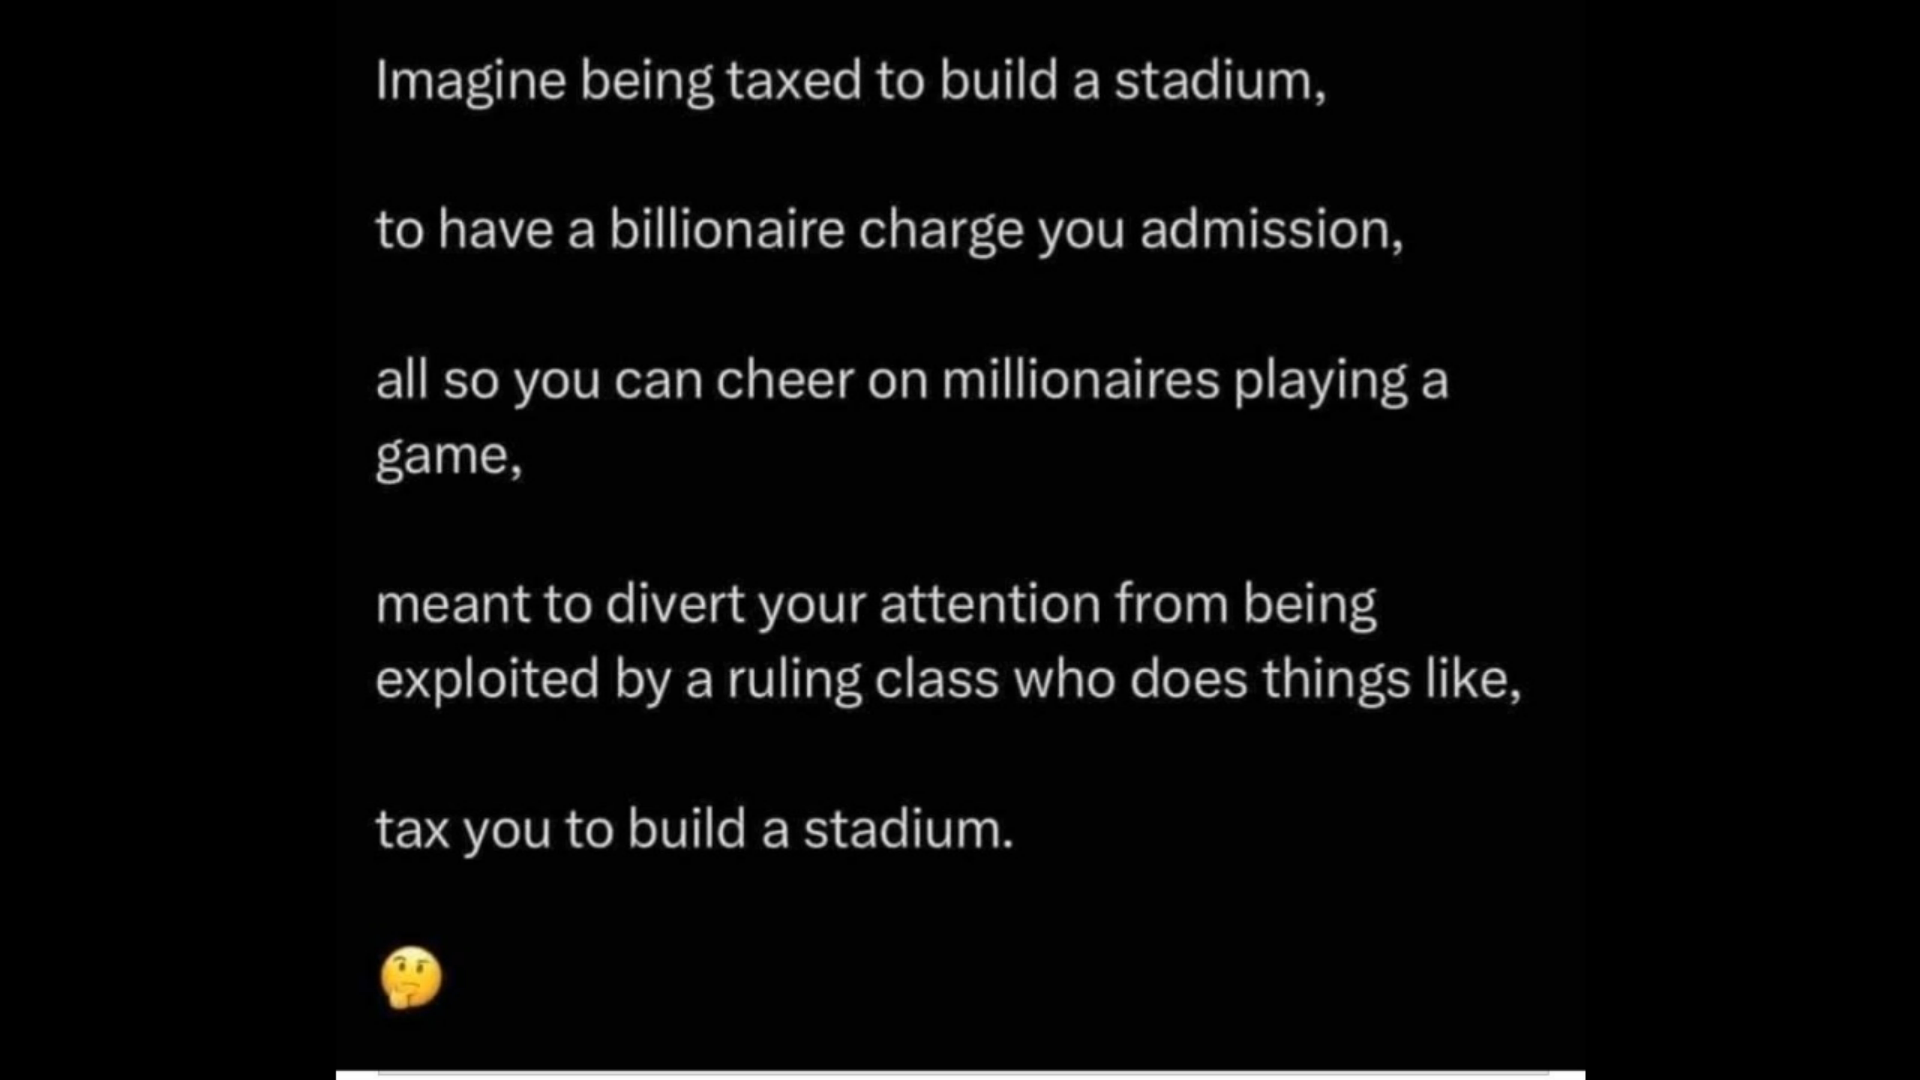 Imagine being taxed to build a stadium,
to have a billionaire charge you admission,
all so you can cheer on millionaires playing a
game,
meant to divert your attention from being
exploited by a ruling class who does things like,
tax you to build a stadium.
🤔